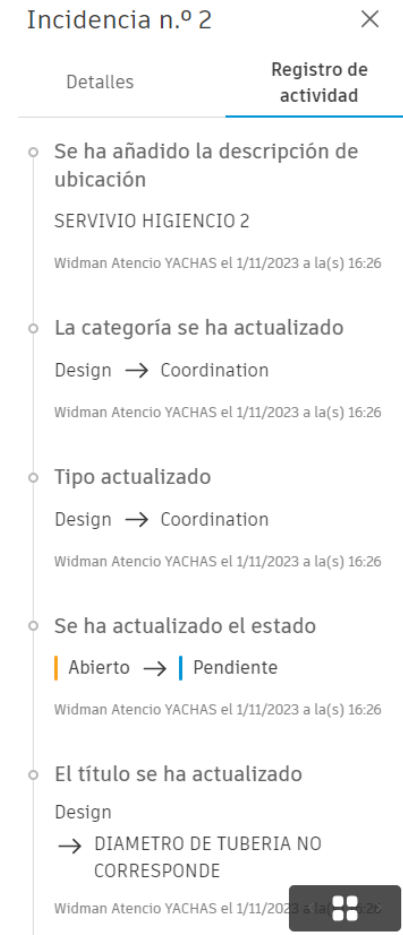 Incidencia n.º 2
Detalles
Registro de
actividad
Se ha añadido la descripción de
ubicación
SERVIVIO HIGIENCIO 2
Widman Atencio YACHAS el 1/11/2023 a la(s) 16:26
La categoría se ha actualizado
Design → Coordination
Widman Atencio YACHAS el 1/11/2023 a la(s) 16:26
Tipo actualizado
Design → Coordination
Widman Atencio YACHAS el 1/11/2023 a la(s) 16:26
Se ha actualizado el estado
Abierto → Pendiente
Widman Atencio YACHAS el 1/11/2023 a la(s) 16:26
El título se ha actualizado
Design
→ DIAMETRO DE TUBERIA NO
CORRESPONDE
Widman Atencio YACHAS el 1/11/2023